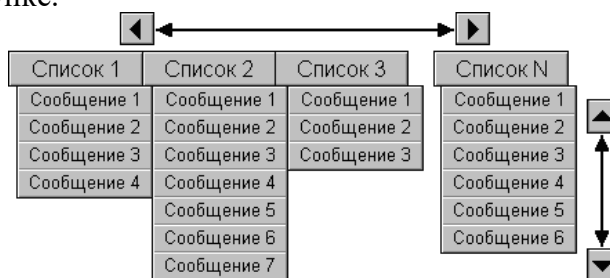 Список 1 Список 2 Список 3 Список N
Сообщение 1 Сообщение 1 Сообщение 1 Сообщение 1
Сообщение 2 Сообщение 2 Сообщение 2 Сообщение 2
Сообщение 3 Сообщение 3 Сообщение 3 Сообщение 3
Сообщение 4 Сообщение 4 Сообщение 4
Сообщение 5 Сообщение 5
Сообщение 6 Сообщение 6
Сообщение 7